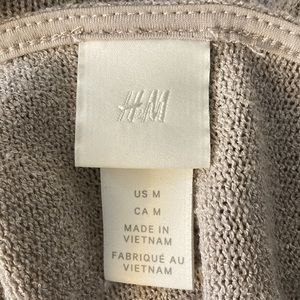 H&M
US M
CA M
MADE IN
VIETNAM
FABRIQUÉ AU
VIETNAM